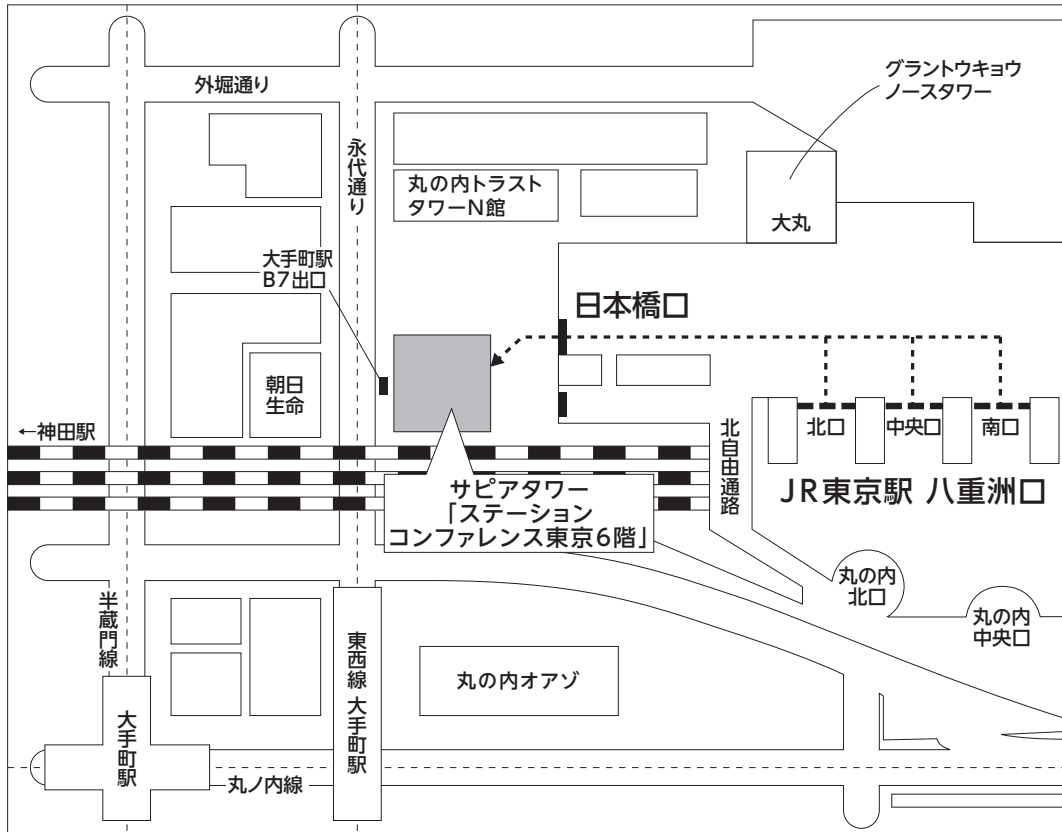 外堀通り
グラントウキョウ
ノースタワー
永代通り
丸の内トラスト
タワーN館
大丸
大手町駅
B7出口
日本橋口
朝日
生命
←神田駅
北自由通路
北口
中央口
南口
JR東京駅 八重洲口
サピアタワー
「ステーション
コンファレンス東京6階」
丸の内
北口
丸の内
中央口
半蔵門線
東西線 大手町駅
丸の内オアゾ
大手町駅
丸ノ内線